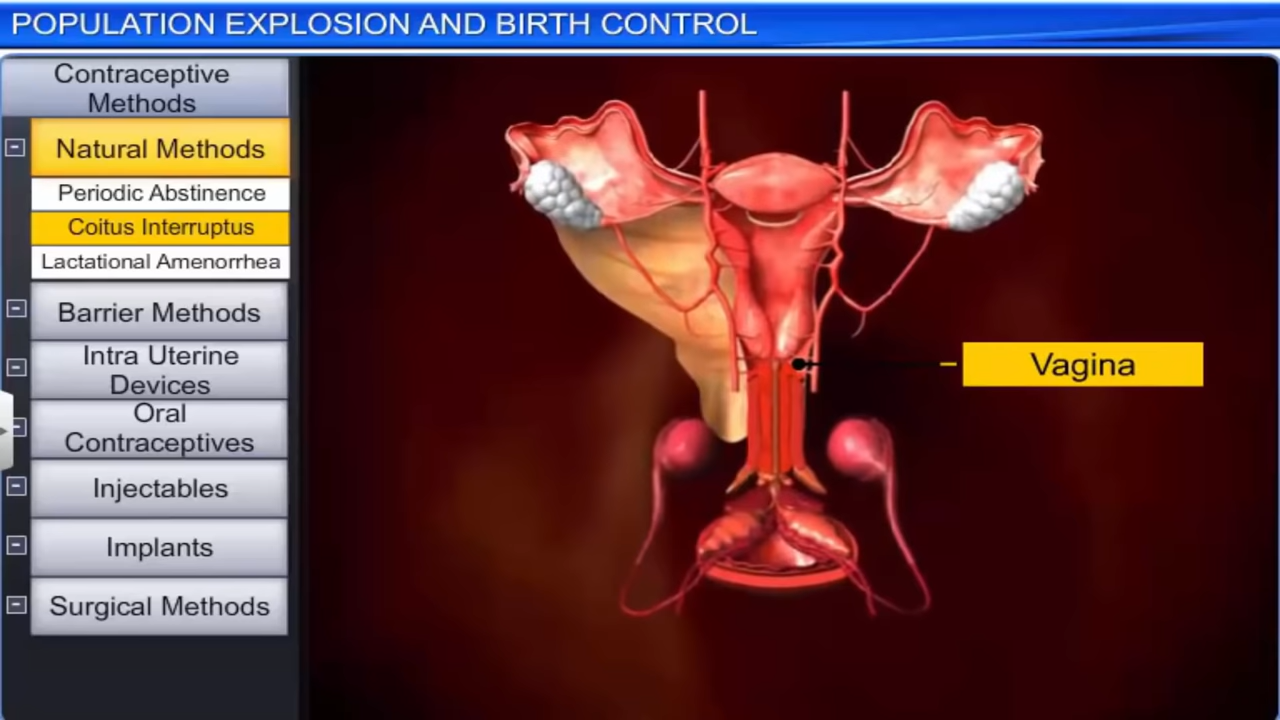 POPULATION EXPLOSION AND BIRTH CONTROL
Contraceptive
Methods
Natural Methods
Periodic Abstinence
Coitus Interruptus
Lactational Amenorrhea
Barrier Methods
Intra Uterine
Devices
Oral
Contraceptives
Injectables
Implants
Surgical Methods
Vagina